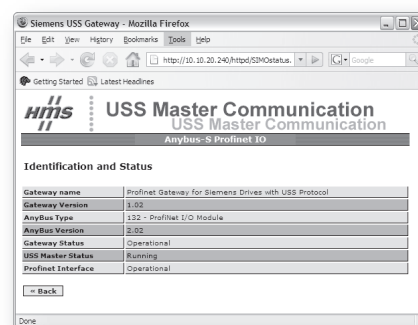 Siemens USS Gateway - Mozilla Firefox
File Edit View History Bookmarks Tools Help
http://10.10.20.240/httpd/SIMOstatus. G Google
Getting Started Latest Headlines
HMS USS Master Communication
USS Master Communication
Anybus-S Profinet IO
Identification and Status
Gateway name Profinet Gateway for Siemens Drives with USS Protocol
Gateway Version 1.02
AnyBus Type 132 - ProfiNet I/O Module
AnyBus Version 2.02
Gateway Status Operational
USS Master Status Running
Profinet Interface Operational
« Back
Done